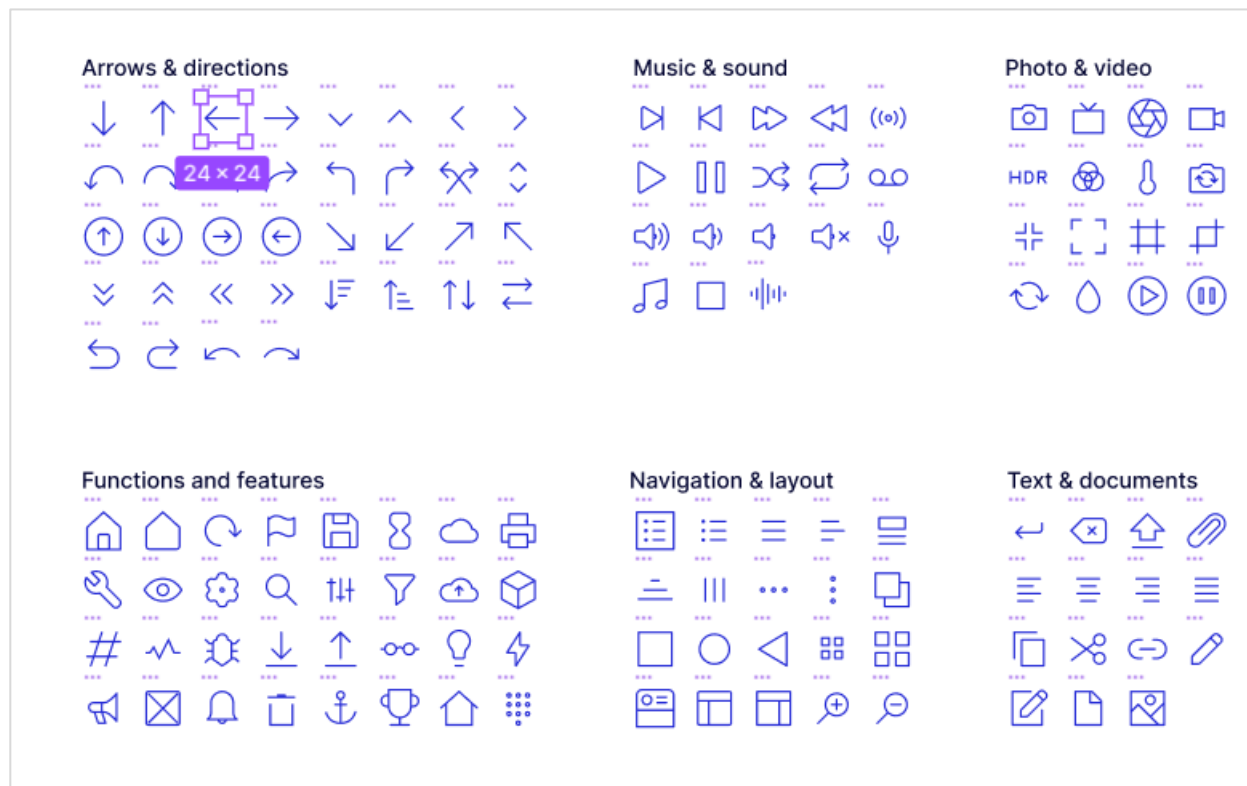 Arrows & directions
Music & sound
Photo & video
24 × 24
HDR
Functions and features
Navigation & layout
Text & documents